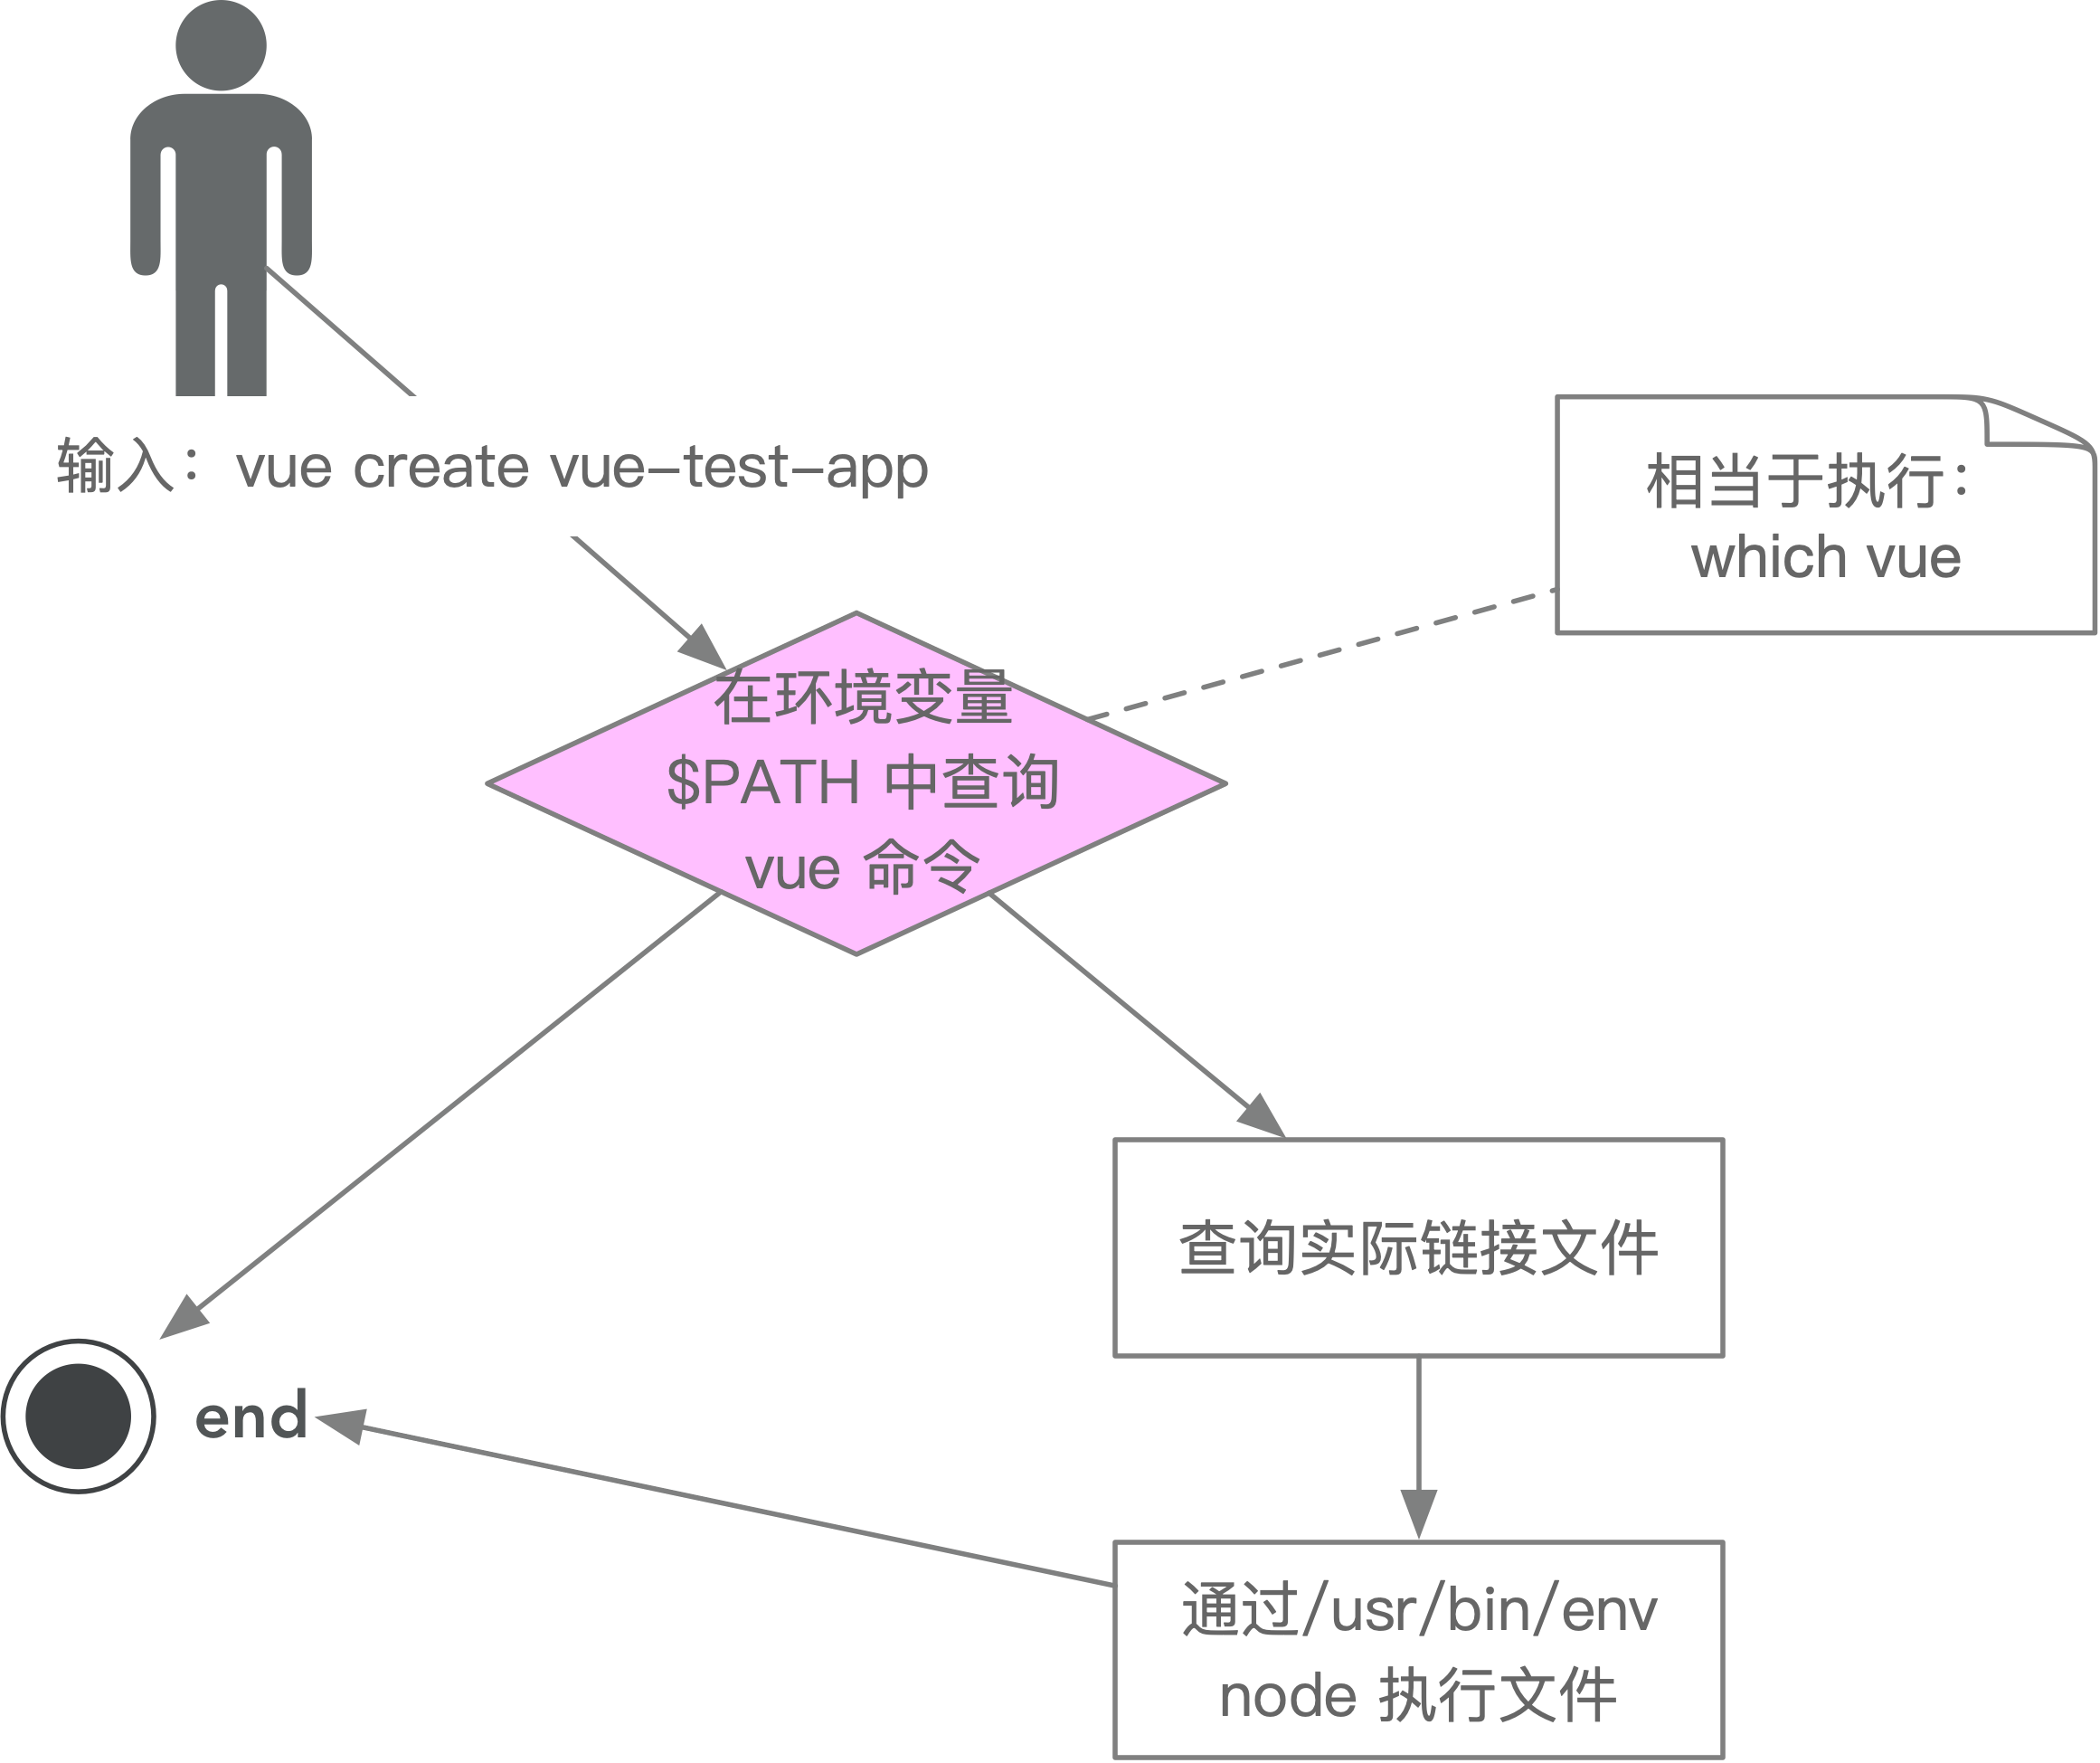 输入：vue create vue-test-app
相当于执行：
which vue
在环境变量
$PATH 中查询
vue 命令
查询实际链接文件
end
通过/usr/bin/env
node 执行文件